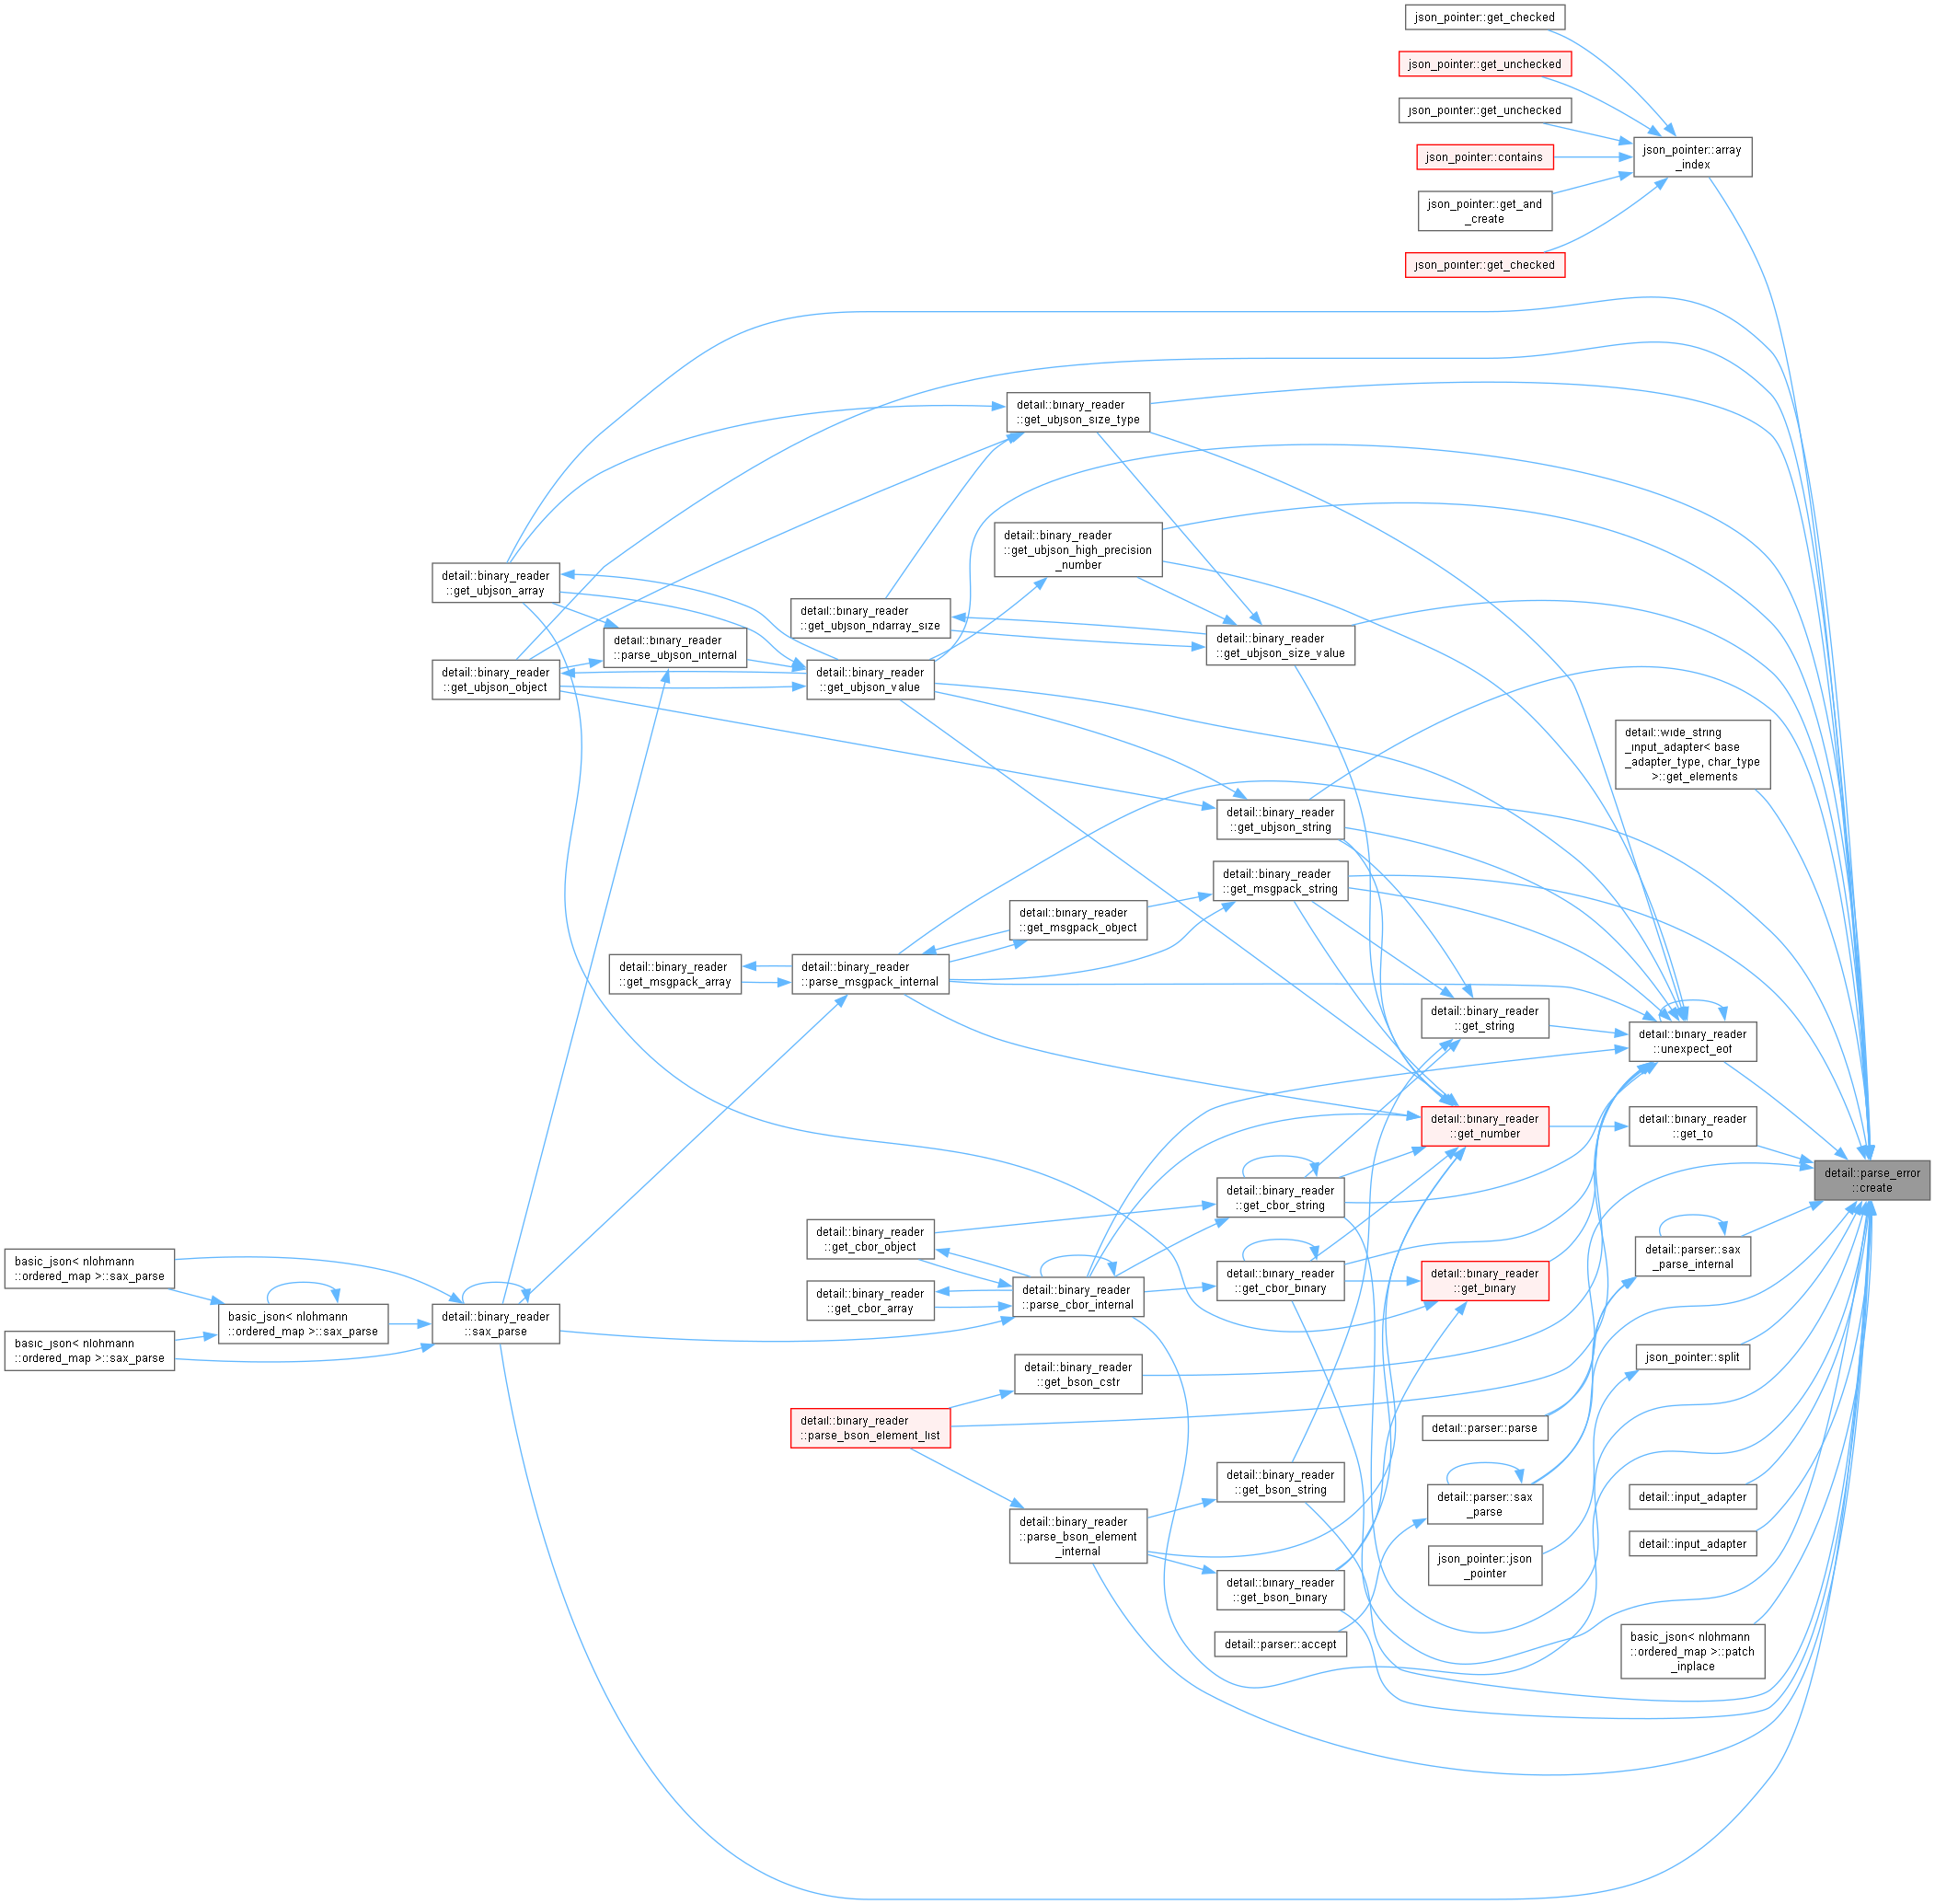 json_pointer::get_checked
json_pointer::get_unchecked
json_pointer::get_unchecked
json_pointer::array
_index
json_pointer::contains
json_pointer::get_and
_create
json_pointer::get_checked
detail::binary_reader
::get_ubjson_size_type
detail::binary_reader
::get_ubjson_high_precision
_number
detail::binary_reader
::get_ubjson_array
detail::binary_reader
::get_ubjson_ndarray_size
detail::binary_reader
::parse_ubjson_internal
detail::binary_reader
::get_ubjson_size_value
detail::binary_reader
::get_ubjson_object
detail::binary_reader
::get_ubjson_value
detail::wide_string
_input_adapter< base
_adapter_type, char_type
>::get_elements
detail::binary_reader
::get_ubjson_string
detail::binary_reader
::get_msgpack_string
detail::binary_reader
::get_msgpack_object
detail::binary_reader
::get_msgpack_array
detail::binary_reader
::parse_msgpack_internal
detail::binary_reader
::get_string
detail::binary_reader
::unexpect_eof
detail::binary_reader
::get_number
detail::binary_reader
::get_to
detail::parse_error
::create
detail::binary_reader
::get_cbor_string
detail::binary_reader
::get_cbor_object
detail::parser::sax
_parse_internal
basic_json< nlohmann
::ordered_map >::sax_parse
detail::binary_reader
::get_cbor_array
detail::binary_reader
::parse_cbor_internal
detail::binary_reader
::get_cbor_binary
detail::binary_reader
::get_binary
basic_json< nlohmann
::ordered_map >::sax_parse
detail::binary_reader
::sax_parse
basic_json< nlohmann
::ordered_map >::sax_parse
detail::binary_reader
::get_bson_cstr
json_pointer::split
detail::binary_reader
::parse_bson_element_list
detail::parser::parse
detail::binary_reader
::get_bson_string
detail::parser::sax
_parse
detail::input_adapter
detail::binary_reader
::parse_bson_element
_internal
detail::input_adapter
json_pointer::json
_pointer
detail::binary_reader
::get_bson_binary
detail::parser::accept
basic_json< nlohmann
::ordered_map >::patch
_inplace